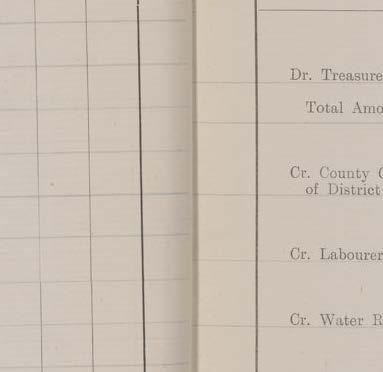 Dr. Treasure
Total Amo
Cr. County
of District
Cr. Labourer
Cr. Water R